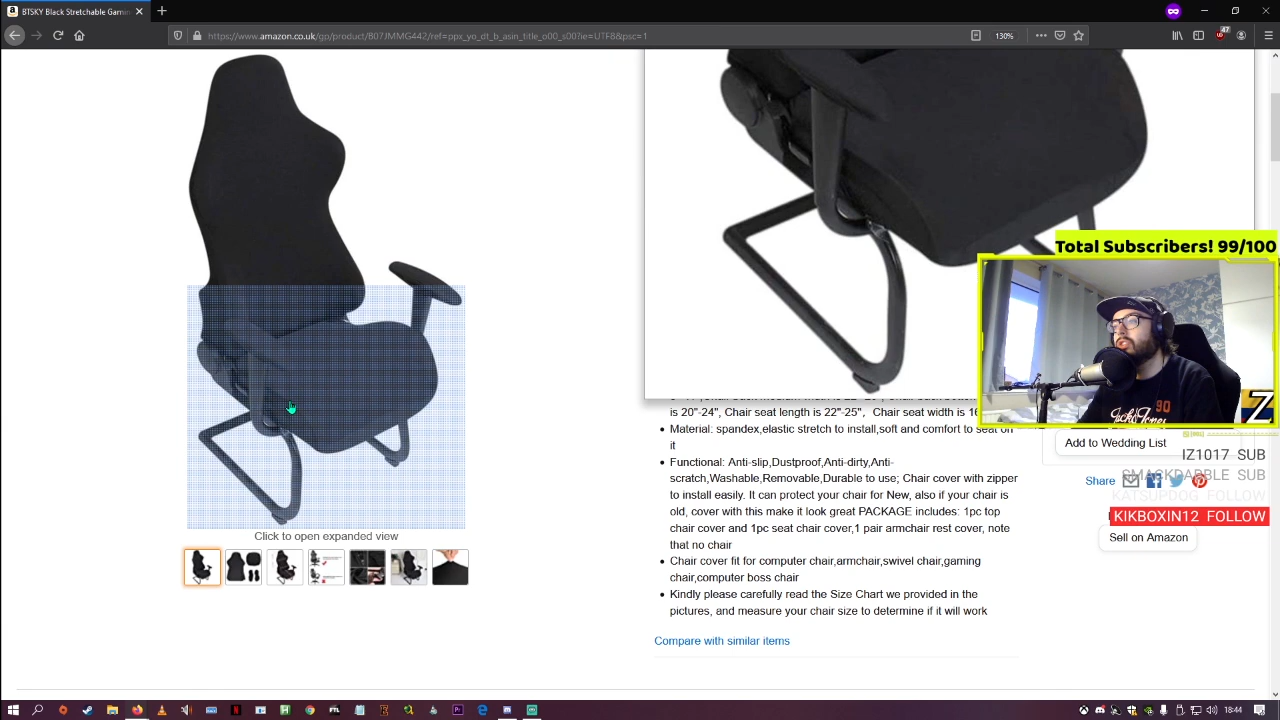 BTSKY Black Stretchable Gamin
https://www.amazon.co.uk/gp/product/B07JMMG442/ref=ppx_yo_dt_b_asin_title_o00_s00?ie=UTF8&psc=1
130%
47
is 20"-24", Chair seat length is 22"-25", Chair seat width is 16
Material: spandex,elastic stretch to install,soft and comfort to seat on
it
Functional: Anti-slip,Dustproof,Anti-dirty,Anti-
scratch,Washable,Removable,Durable to use; Chair cover with zipper
to install easily. It can protect your chair for New, also if your chair is
old, cover with this make it look great PACKAGE includes: 1pc top
chair cover and 1pc seat chair cover,1 pair armchair rest cover, note
that no chair
Chair cover fit for computer chair,armchair,swivel chair,gaming
chair,computer boss chair
Kindly please carefully read the Size Chart we provided in the
pictures, and measure your chair size to determine if it will work
Compare with similar items
Click to open expanded view
Total Subscribers! 99/100
90
Z
Add to Wedding List
IZ1017 SUB
Share
SMACKDABBLE SUB
KATSUPDOG FOLLOW
KIKBOXIN12 FOLLOW
Sell on Amazon
18:44